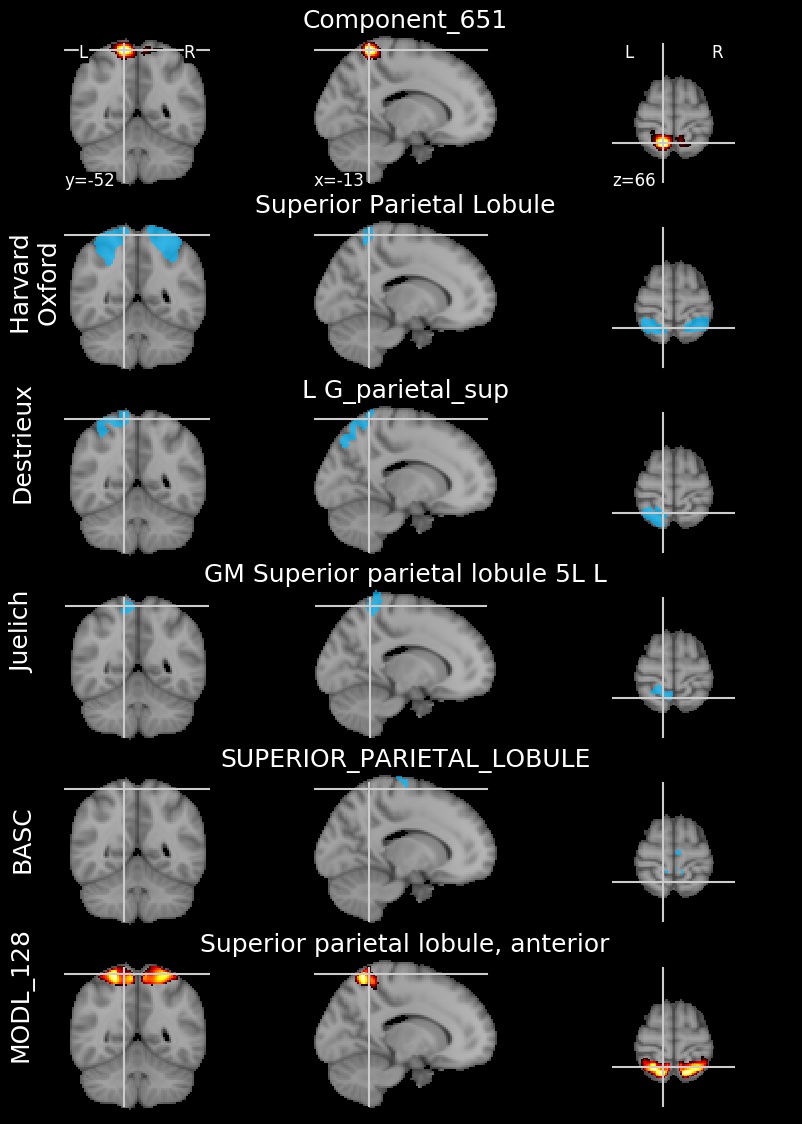 Component_651
L R
L R
y=-52
x=-13
z=66
Superior Parietal Lobule
Harvard
Oxford
L G_parietal_sup
Destrieux
GM Superior parietal lobule 5L L
Juelich
SUPERIOR_PARIETAL_LOBULE
BASC
Superior parietal lobule, anterior
MODL_128